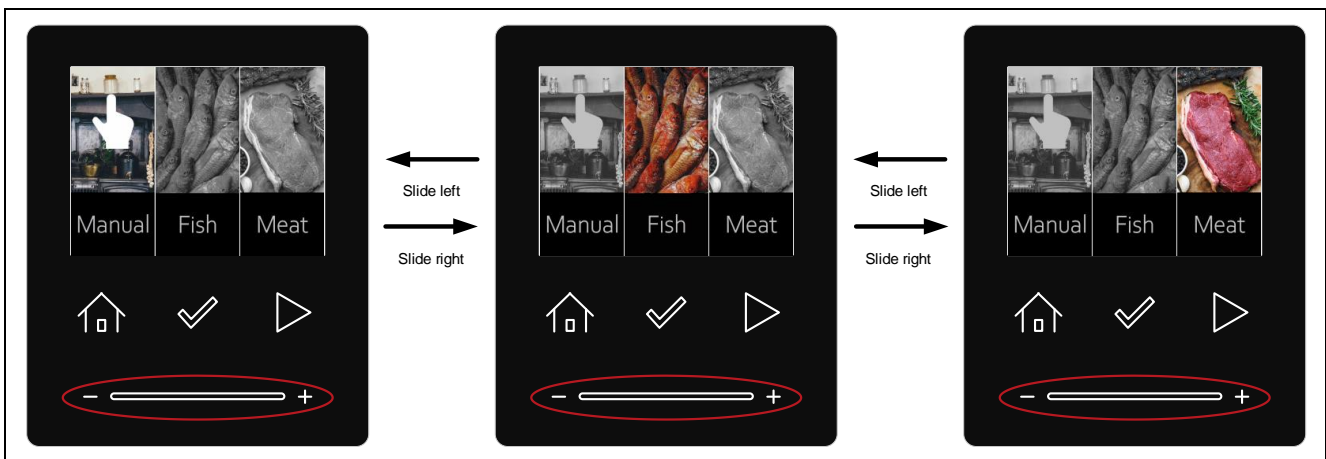 Manual Fish Meat
Slide left
Slide right
Manual Fish Meat
Slide left
Slide right
Manual Fish Meat
- +
- +
- +